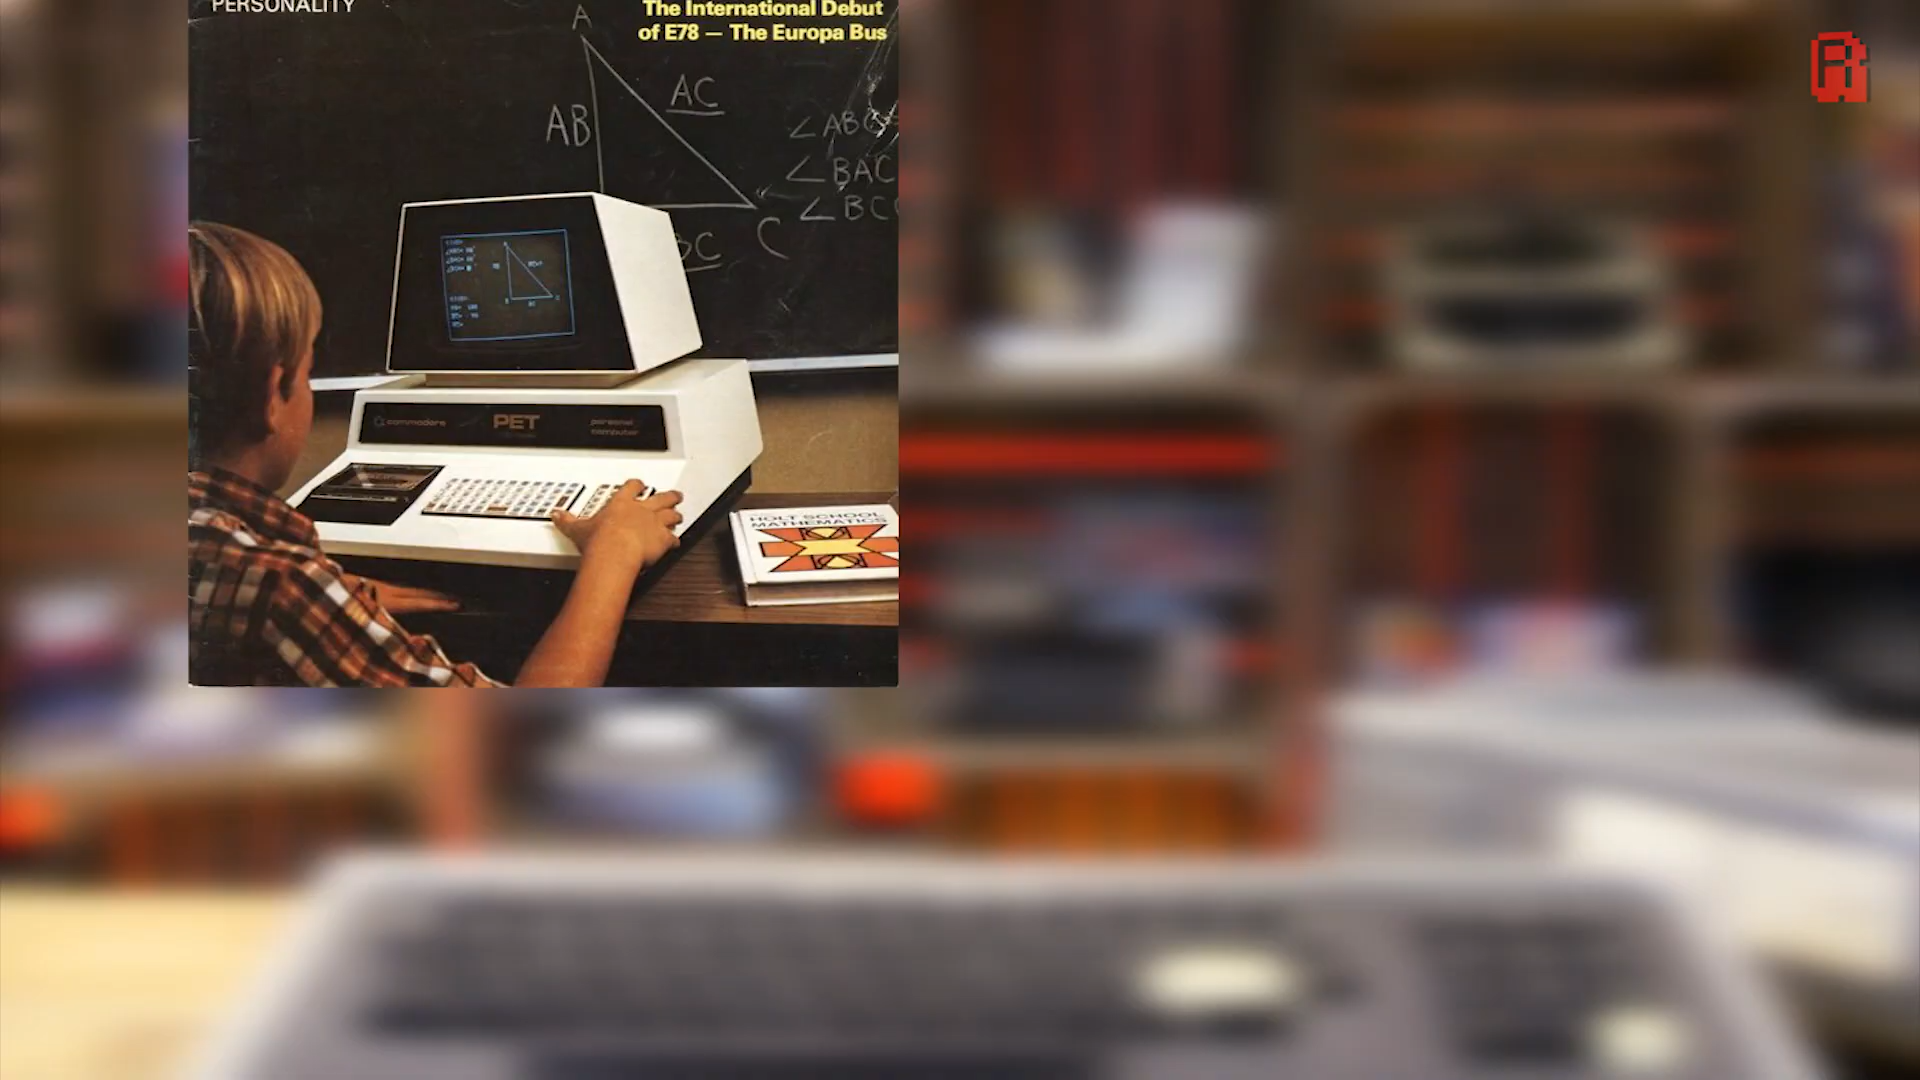 PERSONALITY
The International Debut
of E78 — The Europa Bus
A
AC
AB
∠ABC
∠BAC
∠BC
BC
C
commodore PET personal
computer
HOLT SCHOOL
MATHEMATICS